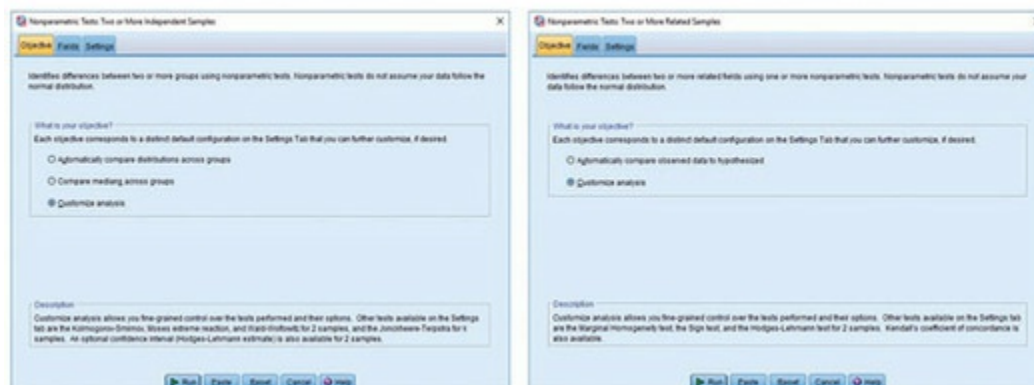 Nonparametric Tests: Two or More Independent Samples
Objective Fields Settings
Identifies differences between two or more groups using nonparametric tests. Nonparametric tests do not assume your data follow the
normal distribution.
What is your objective?
Each objective corresponds to a distinct default configuration on the Settings Tab that you can further customize, if desired.
Automatically compare distributions across groups
Compare medians across groups
Customize analysis
Description
Customize analysis allows you fine-grained control over the tests performed and their options. Other tests available on the Settings
tab are the Kolmogorov-Smirnov, Moses extreme reaction, and Wald-Wolfowitz for 2 samples, and the Jonckheere-Terpstra for k
samples. An optional confidence interval (Hodges-Lehmann estimate) is also available for 2 samples.
Run Paste Reset Cancel Help
Nonparametric Tests: Two or More Related Samples
Objective Fields Settings
Identifies differences between two or more related fields using one or more nonparametric tests. Nonparametric tests do not assume your
data follow the normal distribution.
What is your objective?
Each objective corresponds to a distinct default configuration on the Settings Tab that you can further customize, if desired.
Automatically compare observed data to hypothesized
Customize analysis
Description
Customize analysis allows you fine-grained control over the tests performed and their options. Other tests available on the Settings tab
are the Marginal Homogeneity test, the Sign test, and the Hodges-Lehmann test for 2 samples. Kendall's coefficient of concordance is
also available.
Run Paste Reset Cancel Help